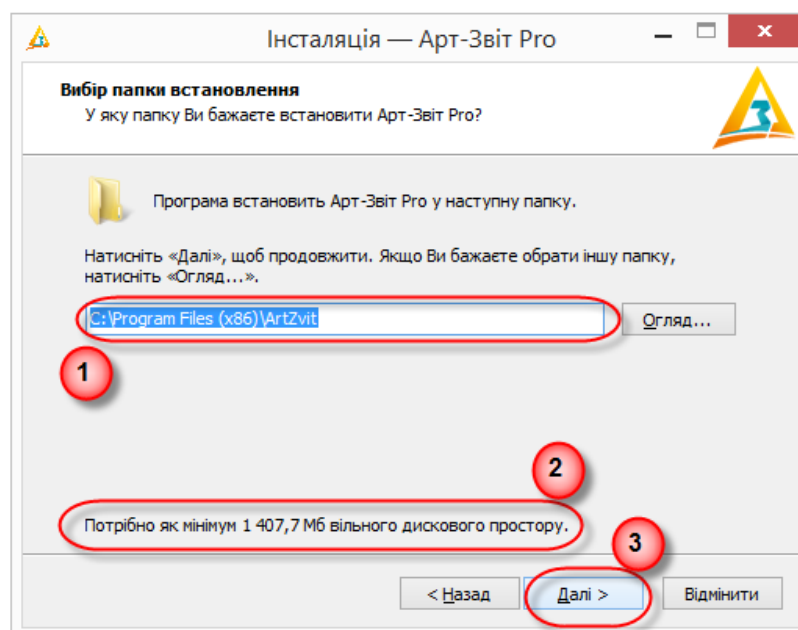 Інсталяція — Арт-Звіт Pro
Вибір папки встановлення
У яку папку Ви бажаєте встановити Арт-Звіт Pro?
З
Програма встановить Арт-Звіт Pro у наступну папку.
Натисніть «Далі», щоб продовжити. Якщо Ви бажаєте обрати іншу папку,
натисніть «Огляд...».
C:\Program Files (x86)\ArtZvit
Огляд...
1
2
Потрібно як мінімум 1 407,7 Мб вільного дискового простору.
3
< Назад
Далі >
Відмінити